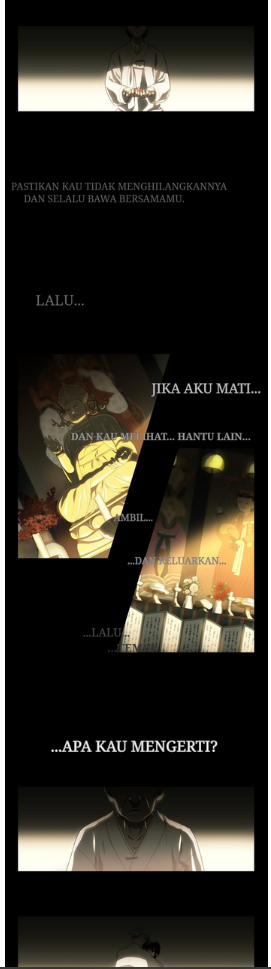 PASTIKAN KAU TIDAK MENGHILANGKANNYA
DAN SELALU BAWA BERSAMAMU.
LALU...
JIKA AKU MATI...
DAN KAU MELIHAT... HANTU LAIN...
AMBIL...
...DAN KELUARKAN...
...LALU...
...APA KAU MENGERTI?